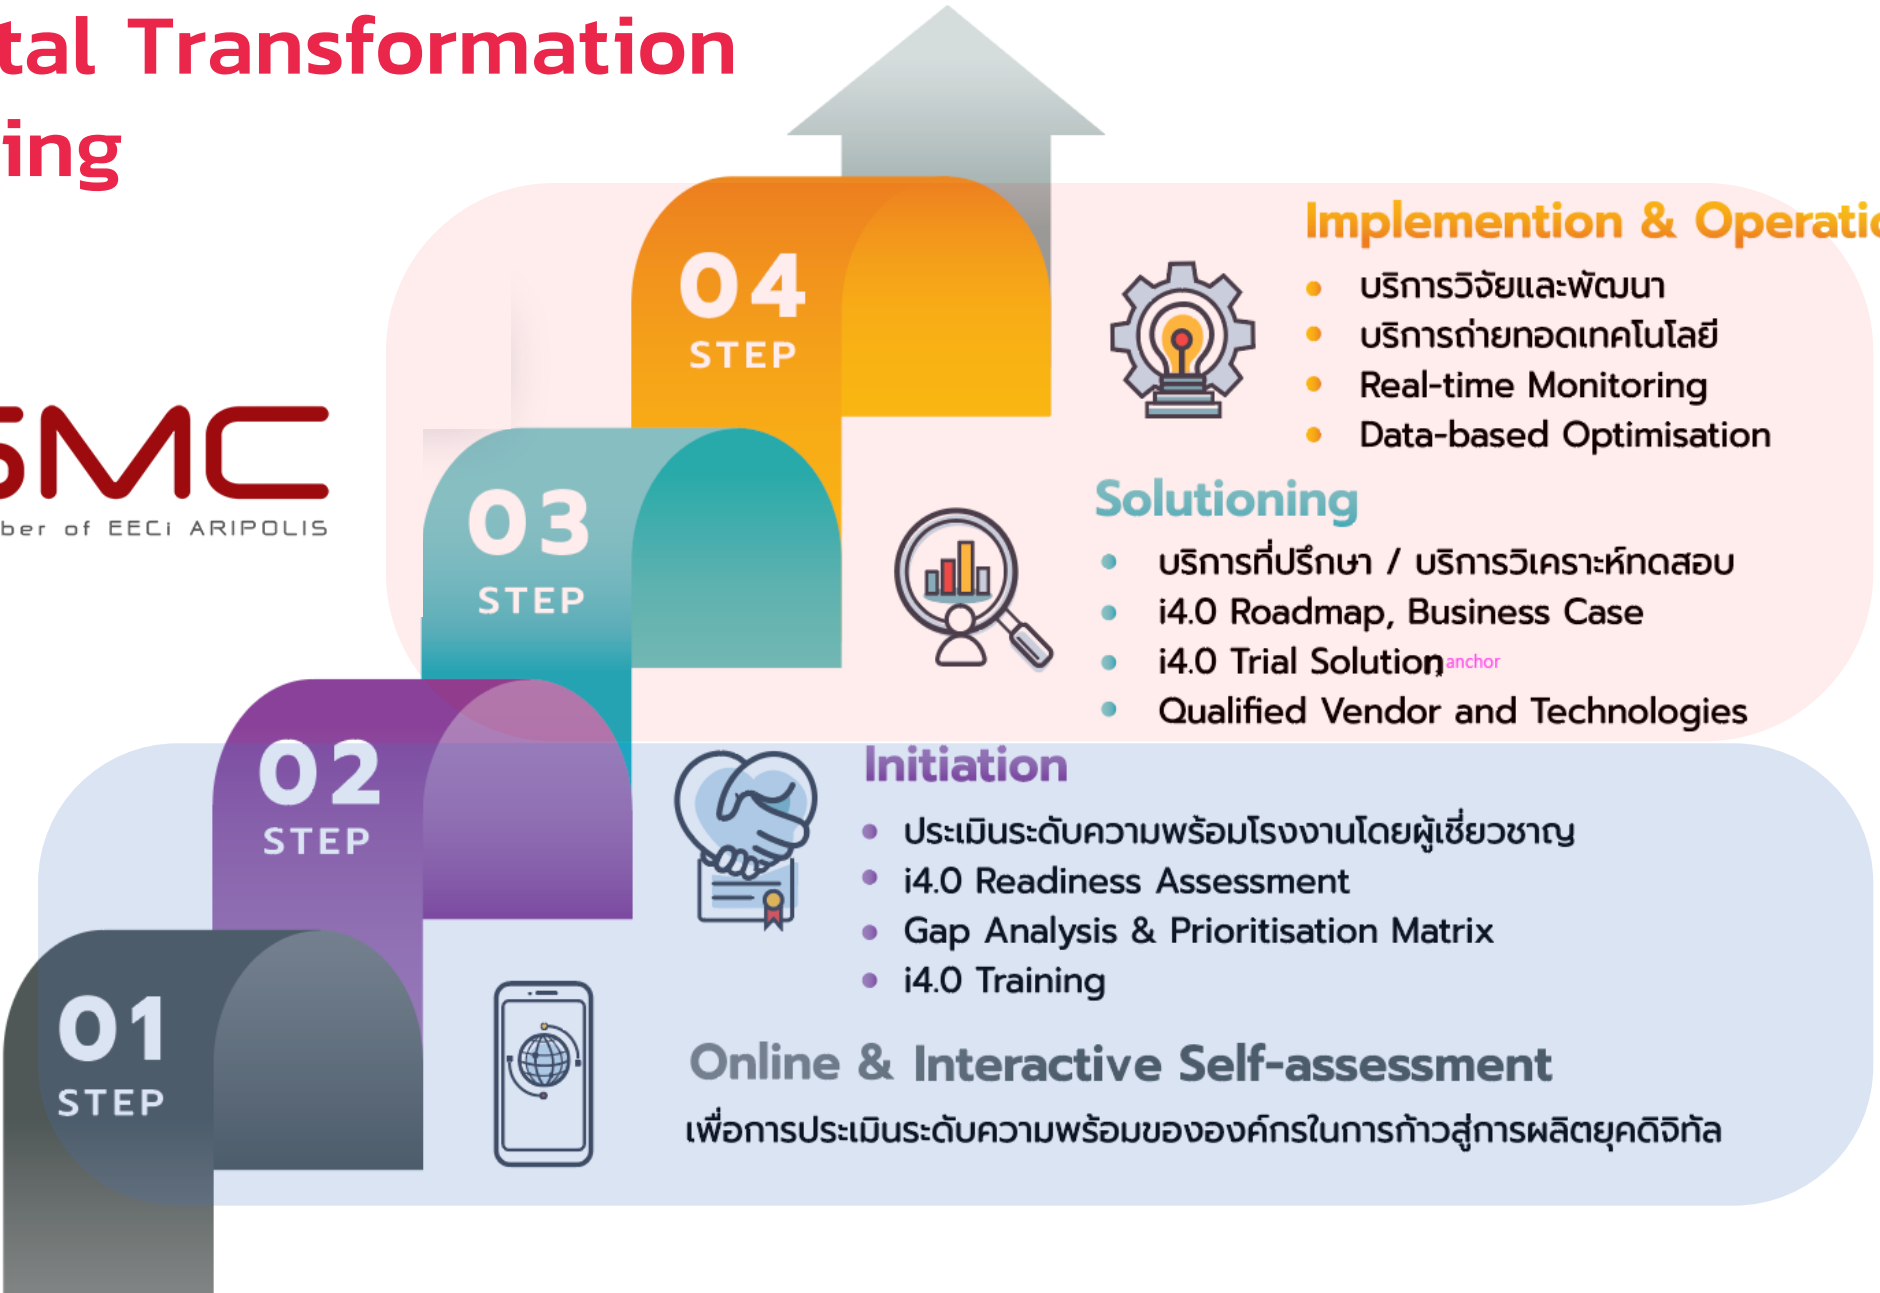 tal Transformation
ing
04
STEP
Implemention & Operatio
บริการวิจัยและพัฒนา
บริการถ่ายทอดเทคโนโลยี
Real-time Monitoring
Data-based Optimisation
SMC
ber of EECi ARIPOLIS
03
STEP
Solutioning
บริการที่ปรึกษา / บริการวิเคราะห์ทดสอบ
i4.0 Roadmap, Business Case
i4.0 Trial Solution anchor
Qualified Vendor and Technologies
02
STEP
Initiation
ประเมินระดับความพร้อมโรงงานโดยผู้เชี่ยวชาญ
i4.0 Readiness Assessment
Gap Analysis & Prioritisation Matrix
i4.0 Training
01
STEP
Online & Interactive Self-assessment
เพื่อการประเมินระดับความพร้อมขององค์กรในการก้าวสู่การผลิตยุคดิจิทัล